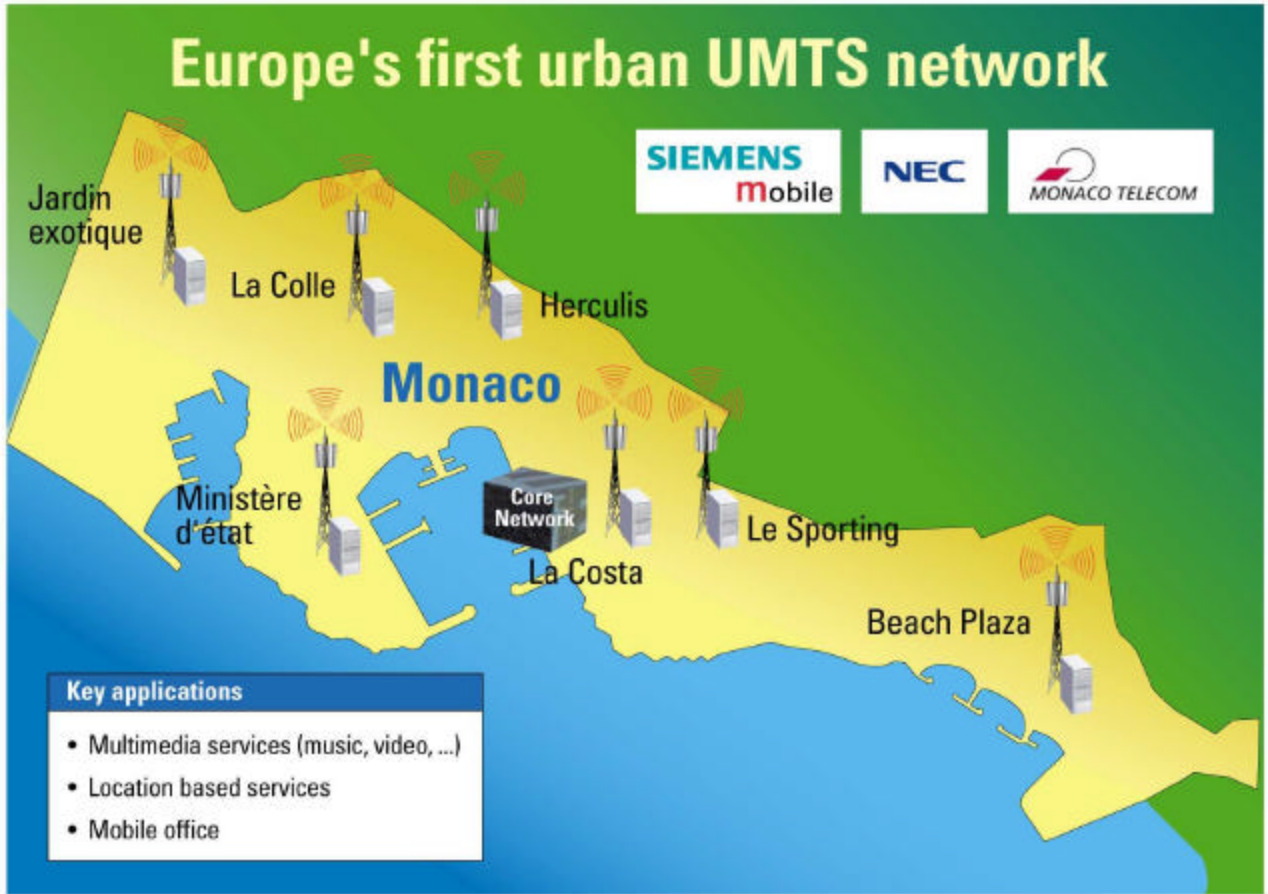 Europe's first urban UMTS network
SIEMENS
mobile
NEC
MONACO TELECOM
Jardin
exotique
La Colle
Herculis
Monaco
Ministère
d'état
Core
Network
La Costa
Le Sporting
Beach Plaza
Key applications
• Multimedia services (music, video, ...)
• Location based services
• Mobile office